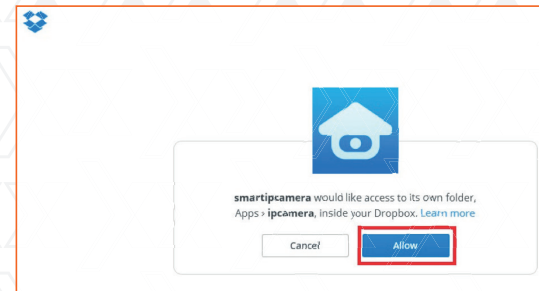 smartipcamera would like access to its own folder,
Apps › ipcamera, inside your Dropbox. Learn more
Cancel
Allow